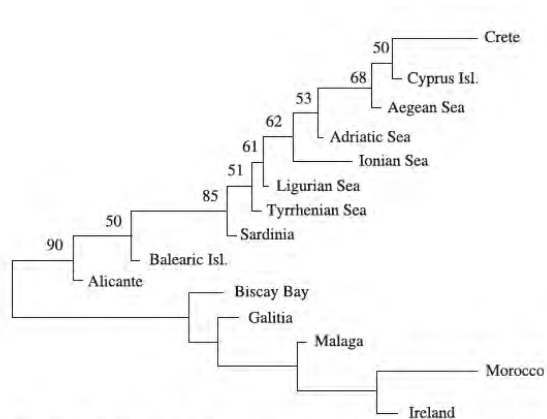 Crete
50
Cyprus Isl.
68
Aegean Sea
53
Adriatic Sea
62
Ionian Sea
61
Ligurian Sea
51
Tyrrhenian Sea
85
Sardinia
50
Balearic Isl.
90
Alicante
Biscay Bay
Galitia
Malaga
Morocco
Ireland